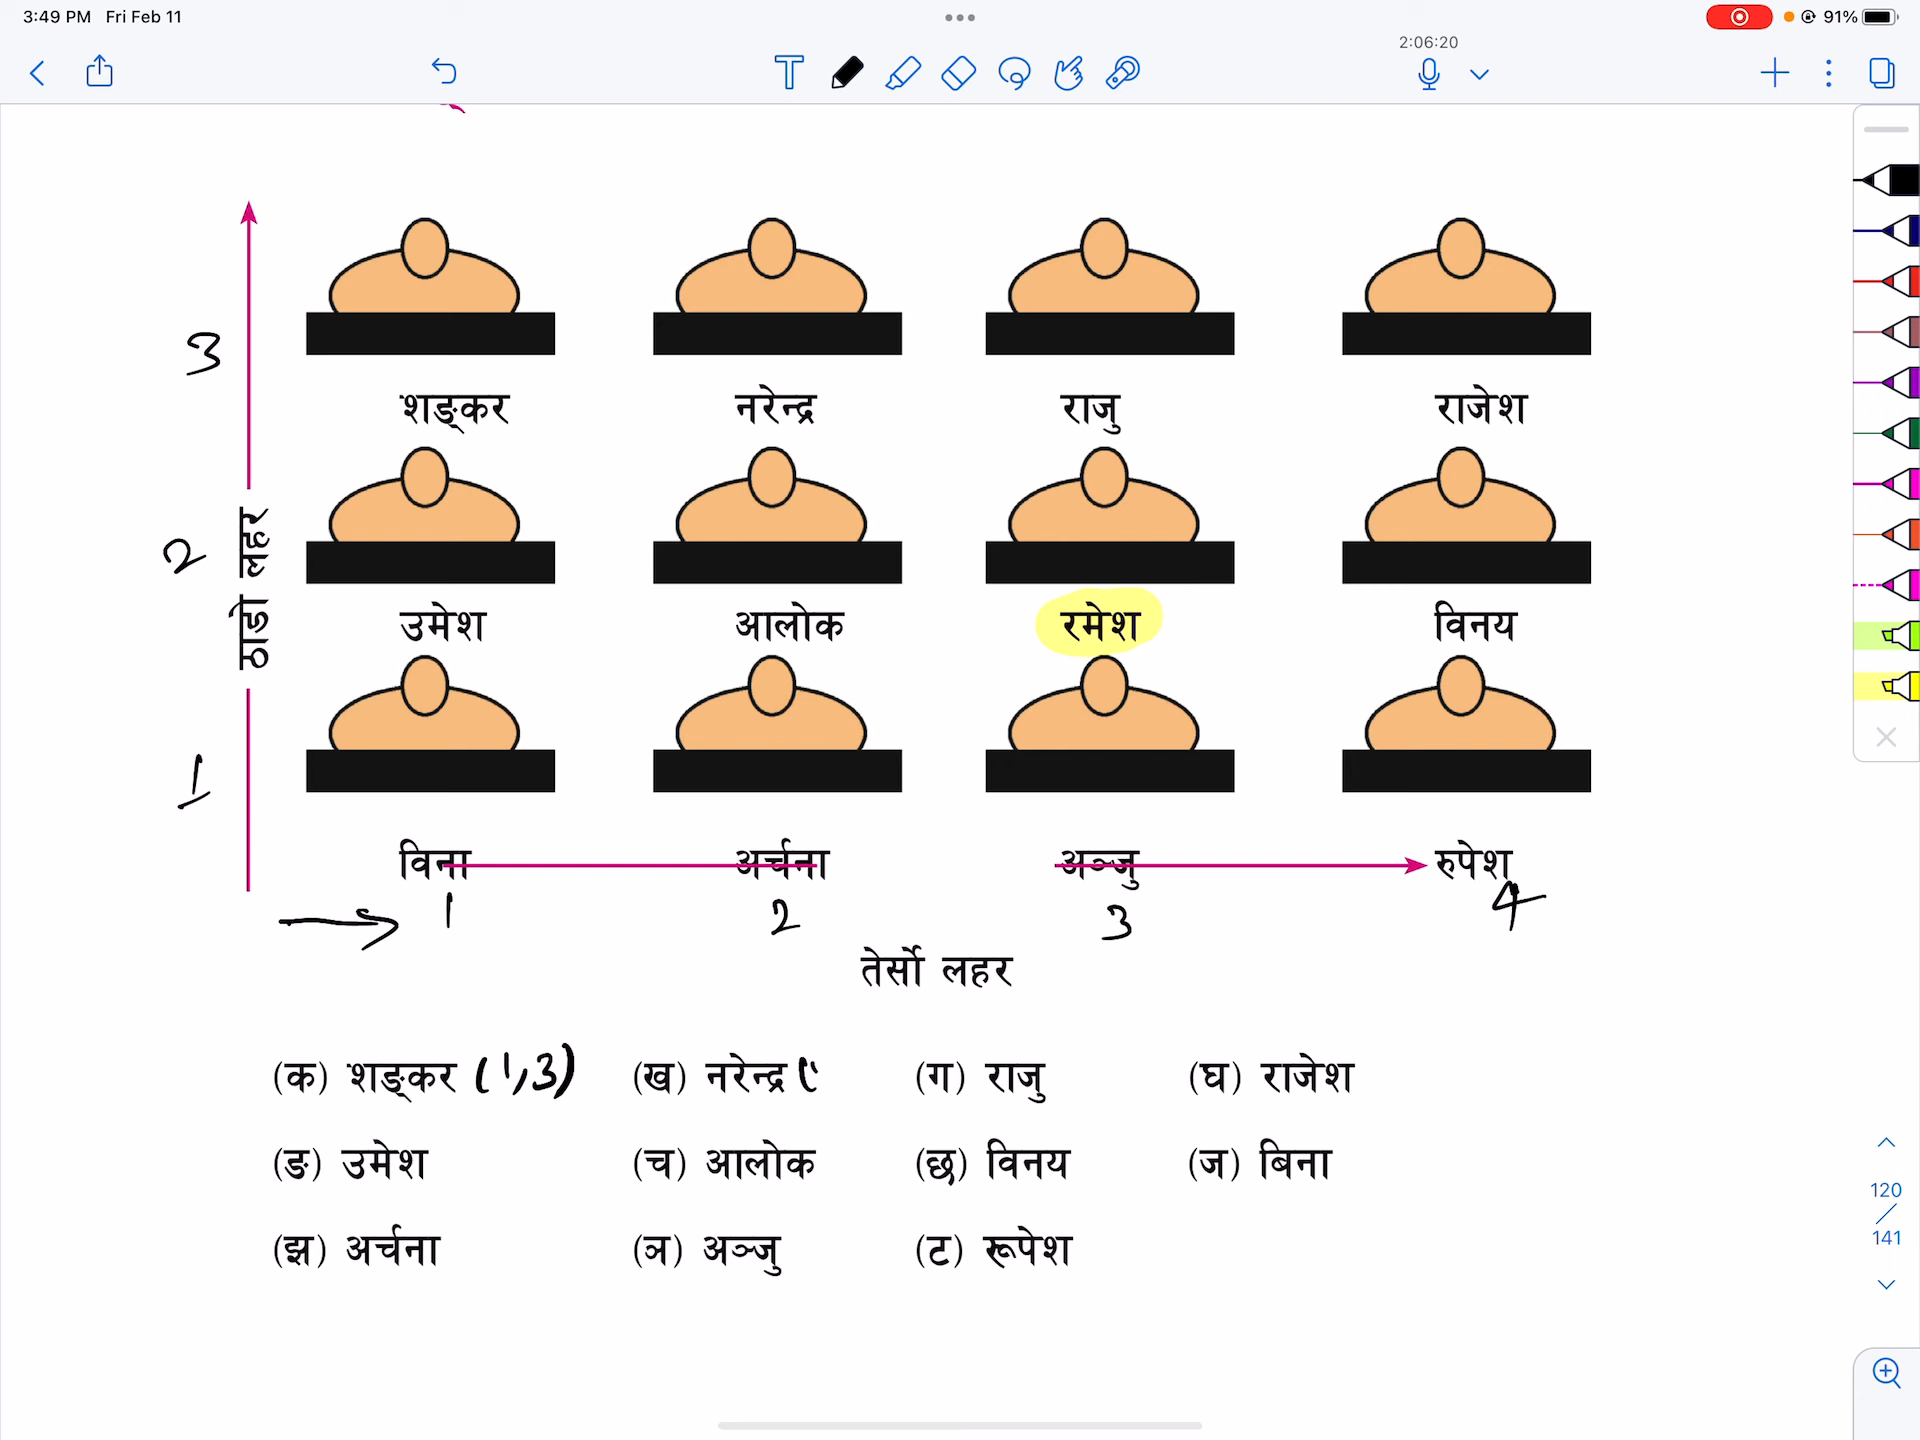 3:49 PM Fri Feb 11
91%
2:06:20
3
शङ्कर नरेन्द्र राजु राजेश
2
ठाडो लहर
उमेश आलोक रमेश विनय
1
विना अर्चना अञ्जु रुपेश
1 2 3 4
तेर्सो लहर
(क) शङ्कर (1,3) (ख) नरेन्द्र ( (ग) राजु (घ) राजेश
(ङ) उमेश (च) आलोक (छ) विनय (ज) बिना
(झ) अर्चना (ञ) अञ्जु (ट) रूपेश
120
/
141